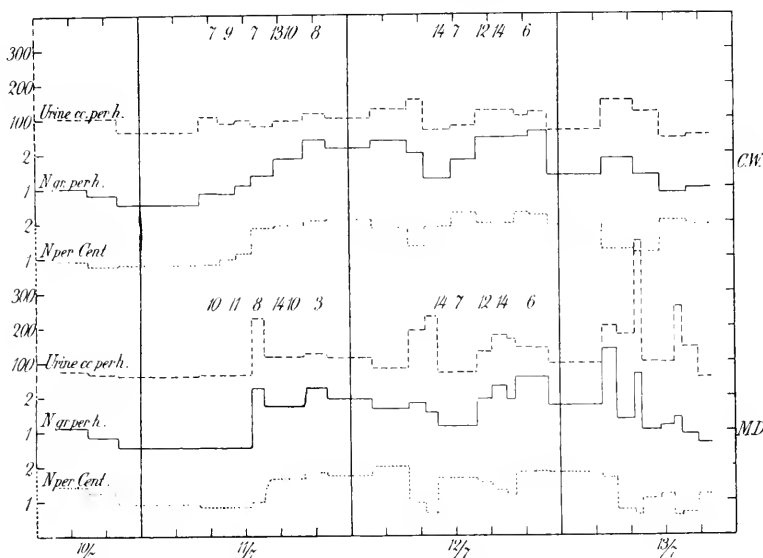 7 9 7 13 10 8 14 7 12 14 6
300
200
Urine cc. per h.
100
2
C.W.
N gr. per h.
1
2
N per Cent
1
300
10 11 8 14 10 3 14 7 12 14 6
200
Urine cc. per h.
100
2
N gr. per h.
1
M.D.
2
N per Cent.
1
10/7 11/7 12/7 13/7